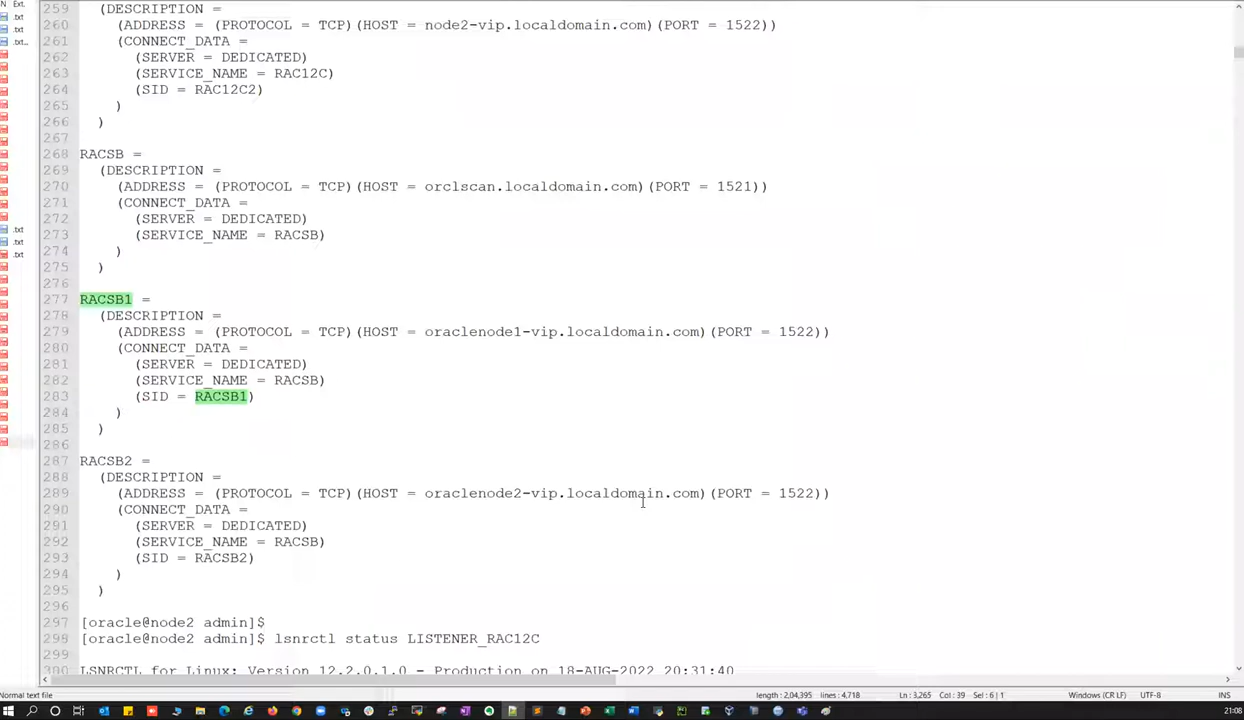 N Ext.
.txt
.txt
.txt...
.txt
.txt
.txt
259 (DESCRIPTION =
260 (ADDRESS = (PROTOCOL = TCP)(HOST = node2-vip.localdomain.com)(PORT = 1522))
261 (CONNECT_DATA =
262 (SERVER = DEDICATED)
263 (SERVICE_NAME = RAC12C)
264 (SID = RAC12C2)
265 )
266 )
267
268 RACSB =
269 (DESCRIPTION =
270 (ADDRESS = (PROTOCOL = TCP)(HOST = orclscan.localdomain.com)(PORT = 1521))
271 (CONNECT_DATA =
272 (SERVER = DEDICATED)
273 (SERVICE_NAME = RACSB)
274 )
275 )
276
277 RACSB1 =
278 (DESCRIPTION =
279 (ADDRESS = (PROTOCOL = TCP)(HOST = oraclenode1-vip.localdomain.com)(PORT = 1522))
280 (CONNECT_DATA =
281 (SERVER = DEDICATED)
282 (SERVICE_NAME = RACSB)
283 (SID = RACSB1)
284 )
285 )
286
287 RACSB2 =
288 (DESCRIPTION =
289 (ADDRESS = (PROTOCOL = TCP)(HOST = oraclenode2-vip.localdomain.com)(PORT = 1522))
290 (CONNECT_DATA =
291 (SERVER = DEDICATED)
292 (SERVICE_NAME = RACSB)
293 (SID = RACSB2)
294 )
295 )
296
297 [oracle@node2 admin]$
298 [oracle@node2 admin]$ lsnrctl status LISTENER_RAC12C
299
300 LSNRCTL for Linux: Version 12.2.0.1.0 - Production on 18-AUG-2022 20:31:40
Normal text file length : 2,04,395 lines : 4,718 Ln : 3,265 Col : 39 Sel : 6 | 1 Windows (CR LF) UTF-8 INS
21:08